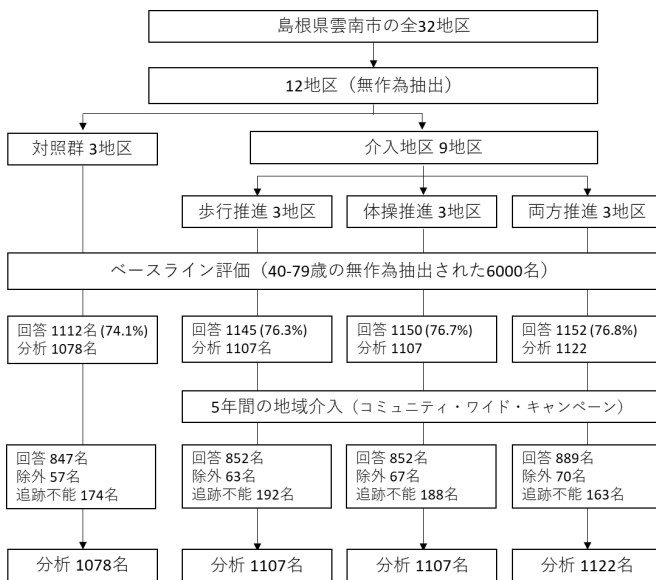 島根県雲南市の全32地区
12地区（無作為抽出）
対照群 3地区
介入地区 9地区
歩行推進 3地区
体操推進 3地区
両方推進 3地区
ベースライン評価（40-79歳の無作為抽出された6000名）
回答 1112名 (74.1%)
分析 1078名
回答 1145 (76.3%)
分析 1107名
回答 1150 (76.7%)
分析 1107
回答 1152 (76.8%)
分析 1122
5年間の地域介入（コミュニティ・ワイド・キャンペーン）
回答 847名
除外 57名
追跡不能 174名
回答 852名
除外 63名
追跡不能 192名
回答 852名
除外 67名
追跡不能 188名
回答 889名
除外 70名
追跡不能 163名
分析 1078名
分析 1107名
分析 1107名
分析 1122名